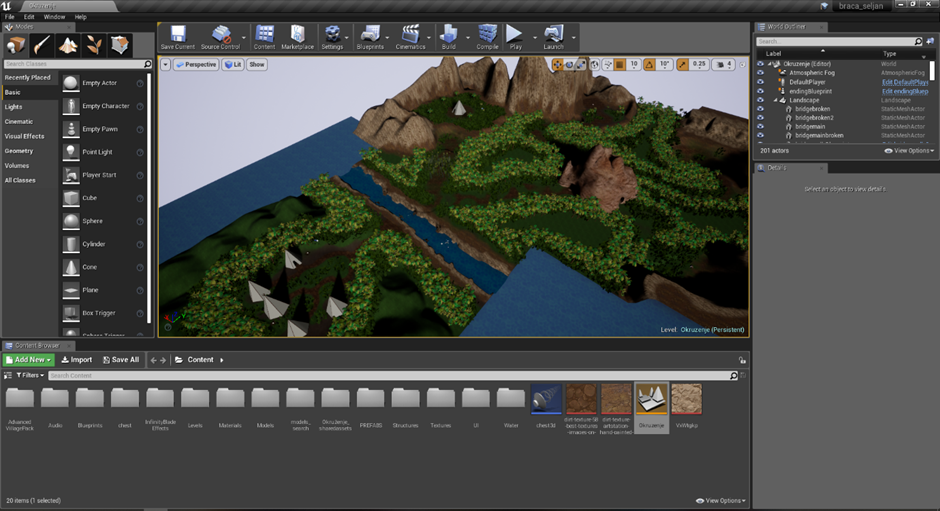 Okruzenje
braca_seljan
File Edit Window Help
Modes
Search Classes
Recently Placed
Basic
Lights
Cinematic
Visual Effects
Geometry
Volumes
All Classes
Empty Actor
Empty Character
Empty Pawn
Point Light
Player Start
Cube
Sphere
Cylinder
Cone
Plane
Box Trigger
Sphere Trigger
Save Current
Source Control
Content
Marketplace
Settings
Blueprints
Cinematics
Build
Compile
Play
Launch
Perspective Lit Show
10 10° 0.25 4
Level: Okruzenje (Persistent)
World Outliner
Search...
Label Type
Okruzenje (Editor) World
Atmospheric Fog AtmosphericFog
DefaultPlayer Edit DefaultPlay
endingBlueprint Edit endingBluep
Landscape Landscape
bridgebroken StaticMeshActor
bridgebroken2 StaticMeshActor
bridgemain StaticMeshActor
bridgemainbroken StaticMeshActor
201 actors View Options
Details
Select an object to view details.
Content Browser
Add New Import Save All Content
Filters Search Content
Advanced VillagePack
Audio
Blueprints
chest
InfinityBlade Effects
Levels
Materials
Models
models_ search
OkruJenje_ sharedassets
PREFABS
Structures
Textures
UI
Water
chest3d
dirt-texture-58 best-textures -images-on-
dirt-texture artstation- hand-painted
Okruzenje
20 items (1 selected) View Options